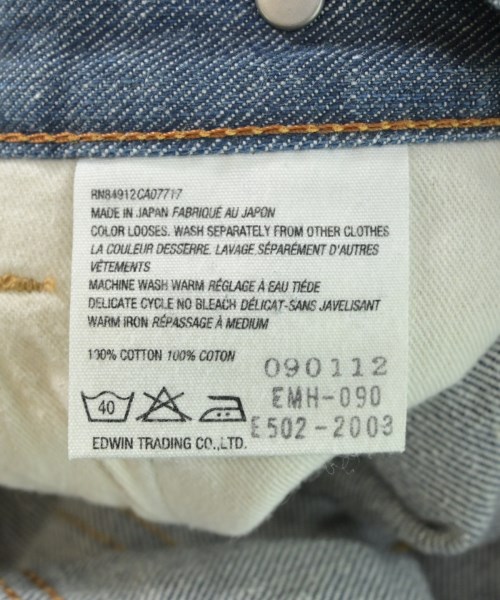 RN84912CA07717
MADE IN JAPAN FABRIQUÉ AU JAPON
COLOR LOOSES. WASH SEPARATELY FROM OTHER CLOTHES
LA COULEUR DESSERRE. LAVAGE SÉPARÉMENT D'AUTRES
VÊTEMENTS
MACHINE WASH WARM RÉGLAGE À EAU TIÈDE
DELICATE CYCLE NO BLEACH DÉLICAT-SANS JAVELISANT
WARM IRON RÉPASSAGE À MEDIUM
100% COTTON 100% COTON
090112
40
EMH-090
E502-2003
EDWIN TRADING CO.,LTD.